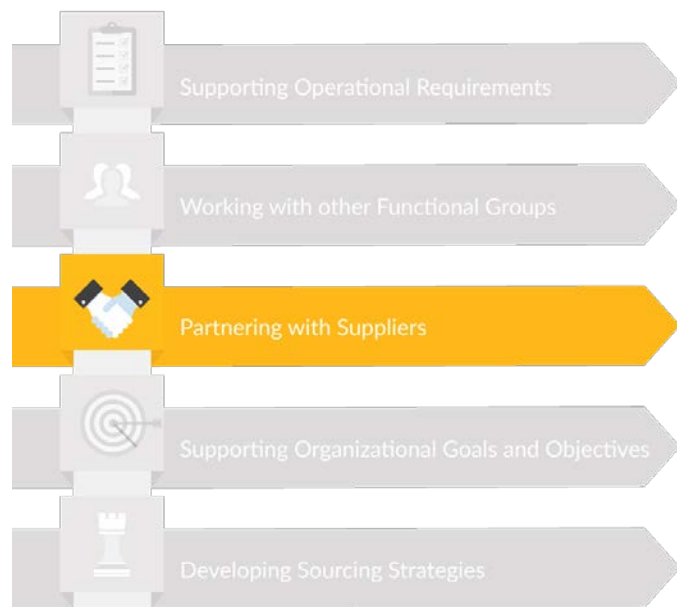 Supporting Operational Requirements
Working with other Functional Groups
Partnering with Suppliers
Supporting Organizational Goals and Objectives
Developing Sourcing Strategies